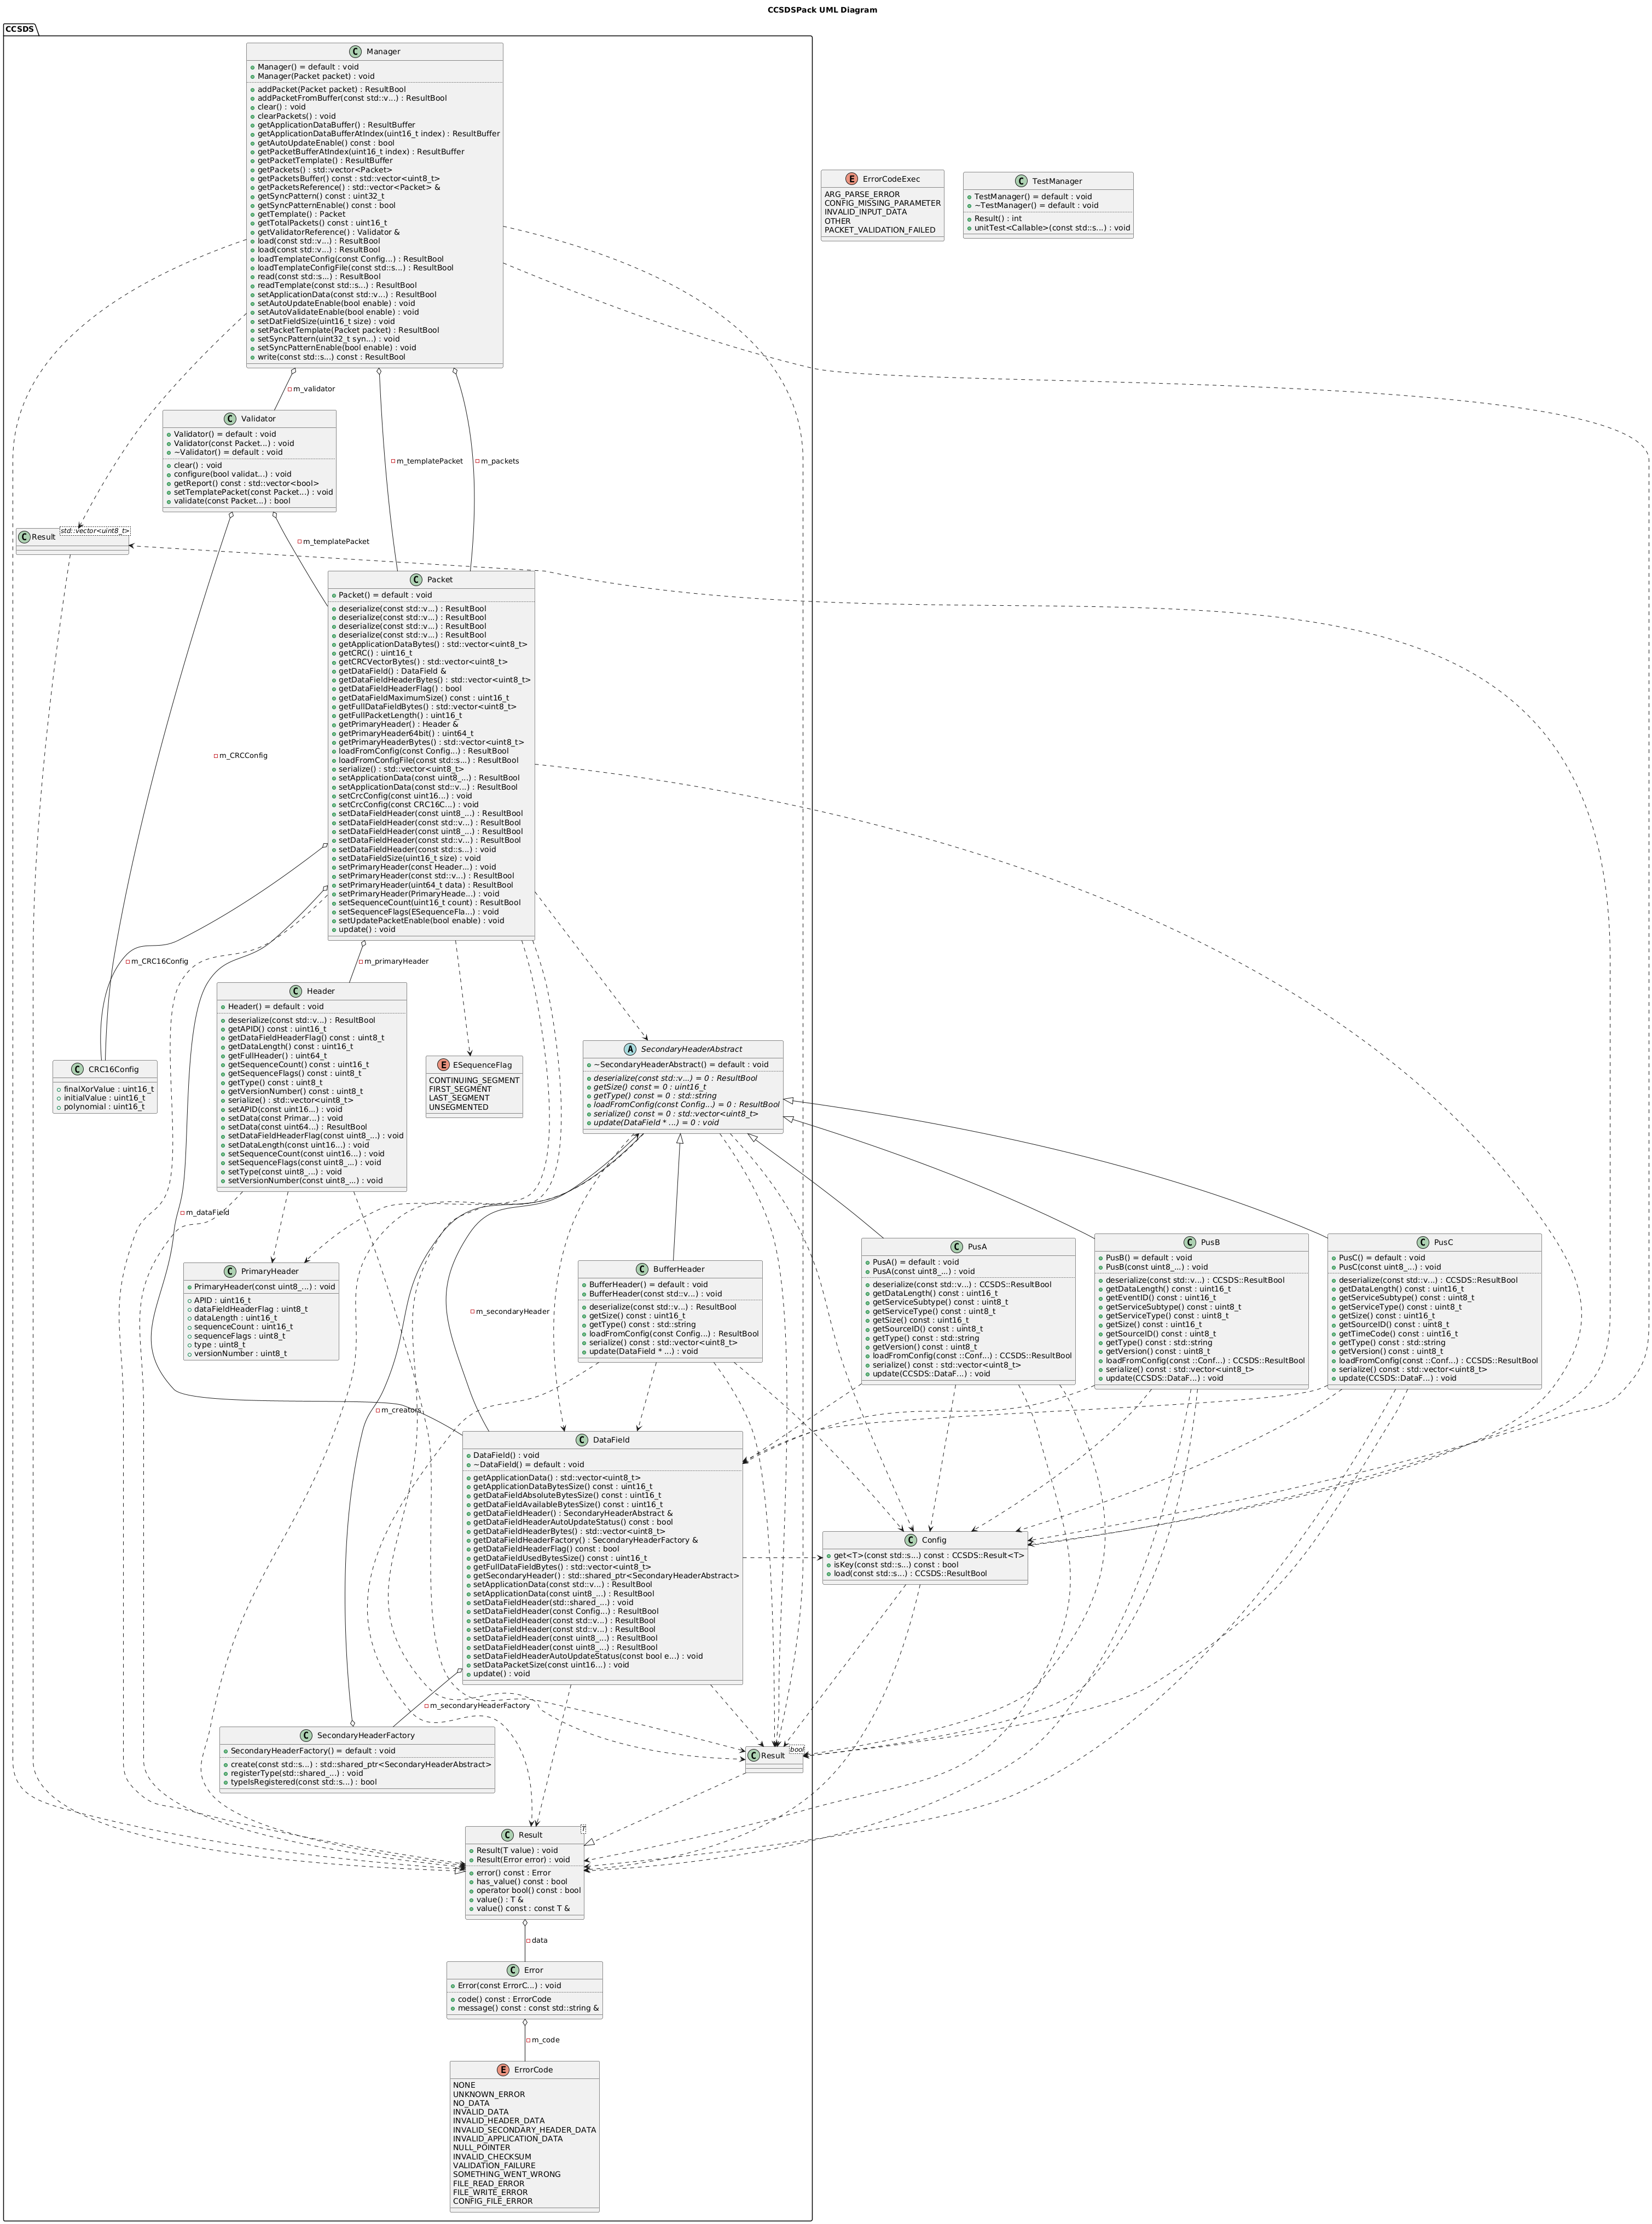 CCSDSPack UML Diagram
CCSDS
Manager
Manager() = default : void
Manager(Packet packet) : void
addPacket(Packet packet) : ResultBool
addPacketFromBuffer(const std::v...) : ResultBool
clear() : void
clearPackets() : void
getApplicationDataBuffer() : ResultBuffer
getApplicationDataBufferAtIndex(uint16_t index) : ResultBuffer
getAutoUpdateEnable() const : bool
getPacketBufferAtIndex(uint16_t index) : ResultBuffer
getPacketTemplate() : ResultBuffer
getPackets() : std::vector<Packet>
getPacketsBuffer() const : std::vector<uint8_t>
getPacketsReference() : std::vector<Packet> &
getSyncPattern() const : uint32_t
getSyncPatternEnable() const : bool
getTemplate() : Packet
getTotalPackets() const : uint16_t
getValidatorReference() : Validator &
load(const std::v...) : ResultBool
load(const std::v...) : ResultBool
loadTemplateConfig(const Config...) : ResultBool
loadTemplateConfigFile(const std::s...) : ResultBool
read(const std::s...) : ResultBool
readTemplate(const std::s...) : ResultBool
setApplicationData(const std::v...) : ResultBool
setAutoUpdateEnable(bool enable) : void
setAutoValidateEnable(bool enable) : void
setDatFieldSize(uint16_t size) : void
setPacketTemplate(Packet packet) : ResultBool
setSyncPattern(uint32_t syn...) : void
setSyncPatternEnable(bool enable) : void
write(const std::s...) const : ResultBool
ErrorCodeExec
ARG_PARSE_ERROR
CONFIG_MISSING_PARAMETER
INVALID_INPUT_DATA
OTHER
PACKET_VALIDATION_FAILED
TestManager
TestManager() = default : void
~TestManager() = default : void
Result() : int
unitTest<Callable>(const std::s...) : void
m_validator
Validator
Validator() = default : void
Validator(const Packet...) : void
~Validator() = default : void
clear() : void
configure(bool validat...) : void
getReport() const : std::vector<bool>
setTemplatePacket(const Packet...) : void
validate(const Packet...) : bool
m_templatePacket
m_packets
Result
std::vector<uint8_t>
m_templatePacket
Packet
Packet() = default : void
deserialize(const std::v...) : ResultBool
deserialize(const std::v...) : ResultBool
deserialize(const std::v...) : ResultBool
deserialize(const std::v...) : ResultBool
getApplicationDataBytes() : std::vector<uint8_t>
getCRC() : uint16_t
getCRCVectorBytes() : std::vector<uint8_t>
getDataField() : DataField &
getDataFieldHeaderBytes() : std::vector<uint8_t>
getDataFieldHeaderFlag() : bool
getDataFieldMaximumSize() const : uint16_t
getFullDataFieldBytes() : std::vector<uint8_t>
getFullPacketLength() : uint16_t
getPrimaryHeader() : Header &
getPrimaryHeader64bit() : uint64_t
getPrimaryHeaderBytes() : std::vector<uint8_t>
loadFromConfig(const Config...) : ResultBool
loadFromConfigFile(const std::s...) : ResultBool
serialize() : std::vector<uint8_t>
setApplicationData(const uint8_...) : ResultBool
setApplicationData(const std::v...) : ResultBool
setCrcConfig(const uint16...) : void
setCrcConfig(const CRC16C...) : void
setDataFieldHeader(const uint8_...) : ResultBool
setDataFieldHeader(const std::v...) : ResultBool
setDataFieldHeader(const uint8_...) : ResultBool
setDataFieldHeader(const std::v...) : ResultBool
setDataFieldHeader(const std::s...) : void
setDataFieldSize(uint16_t size) : void
setPrimaryHeader(const Header...) : void
setPrimaryHeader(const std::v...) : ResultBool
setPrimaryHeader(uint64_t data) : ResultBool
setPrimaryHeader(PrimaryHeade...) : void
setSequenceCount(uint16_t count) : ResultBool
setSequenceFlags(ESequenceFla...) : void
setUpdatePacketEnable(bool enable) : void
update() : void
m_CRCConfig
m_CRC16Config
m_primaryHeader
Header
Header() = default : void
deserialize(const std::v...) : ResultBool
getAPID() const : uint16_t
getDataFieldHeaderFlag() const : uint8_t
getDataLength() const : uint16_t
getFullHeader() : uint64_t
getSequenceCount() const : uint16_t
getSequenceFlags() const : uint8_t
getType() const : uint8_t
getVersionNumber() const : uint8_t
serialize() : std::vector<uint8_t>
setAPID(const uint16...) : void
setData(const Primar...) : void
setData(const uint64...) : ResultBool
setDataFieldHeaderFlag(const uint8_...) : void
setDataLength(const uint16...) : void
setSequenceCount(const uint16...) : void
setSequenceFlags(const uint8_...) : void
setType(const uint8_...) : void
setVersionNumber(const uint8_...) : void
CRC16Config
finalXorValue : uint16_t
initialValue : uint16_t
polynomial : uint16_t
ESequenceFlag
CONTINUING_SEGMENT
FIRST_SEGMENT
LAST_SEGMENT
UNSEGMENTED
SecondaryHeaderAbstract
~SecondaryHeaderAbstract() = default : void
deserialize(const std::v...) = 0 : ResultBool
getSize() const = 0 : uint16_t
getType() const = 0 : std::string
loadFromConfig(const Config...) = 0 : ResultBool
serialize() const = 0 : std::vector<uint8_t>
update(DataField * ...) = 0 : void
m_dataField
PrimaryHeader
PrimaryHeader(const uint8_...) : void
APID : uint16_t
dataFieldHeaderFlag : uint8_t
dataLength : uint16_t
sequenceCount : uint16_t
sequenceFlags : uint8_t
type : uint8_t
versionNumber : uint8_t
m_secondaryHeader
BufferHeader
BufferHeader() = default : void
BufferHeader(const std::v...) : void
deserialize(const std::v...) : ResultBool
getSize() const : uint16_t
getType() const : std::string
loadFromConfig(const Config...) : ResultBool
serialize() const : std::vector<uint8_t>
update(DataField * ...) : void
PusA
PusA() = default : void
PusA(const uint8_...) : void
deserialize(const std::v...) : CCSDS::ResultBool
getDataLength() const : uint16_t
getServiceSubtype() const : uint8_t
getServiceType() const : uint8_t
getSize() const : uint16_t
getSourceID() const : uint8_t
getType() const : std::string
getVersion() const : uint8_t
loadFromConfig(const ::Conf...) : CCSDS::ResultBool
serialize() const : std::vector<uint8_t>
update(CCSDS::DataF...) : void
PusB
PusB() = default : void
PusB(const uint8_...) : void
deserialize(const std::v...) : CCSDS::ResultBool
getDataLength() const : uint16_t
getEventID() const : uint16_t
getServiceSubtype() const : uint8_t
getServiceType() const : uint8_t
getSize() const : uint16_t
getSourceID() const : uint8_t
getType() const : std::string
getVersion() const : uint8_t
loadFromConfig(const ::Conf...) : CCSDS::ResultBool
serialize() const : std::vector<uint8_t>
update(CCSDS::DataF...) : void
PusC
PusC() = default : void
PusC(const uint8_...) : void
deserialize(const std::v...) : CCSDS::ResultBool
getDataLength() const : uint16_t
getServiceSubtype() const : uint8_t
getServiceType() const : uint8_t
getSize() const : uint16_t
getSourceID() const : uint8_t
getTimeCode() const : uint16_t
getType() const : std::string
getVersion() const : uint8_t
loadFromConfig(const ::Conf...) : CCSDS::ResultBool
serialize() const : std::vector<uint8_t>
update(CCSDS::DataF...) : void
m_creators
DataField
DataField() : void
~DataField() = default : void
getApplicationData() : std::vector<uint8_t>
getApplicationDataBytesSize() const : uint16_t
getDataFieldAbsoluteBytesSize() const : uint16_t
getDataFieldAvailableBytesSize() const : uint16_t
getDataFieldHeader() : SecondaryHeaderAbstract &
getDataFieldHeaderAutoUpdateStatus() const : bool
getDataFieldHeaderBytes() : std::vector<uint8_t>
getDataFieldHeaderFactory() : SecondaryHeaderFactory &
getDataFieldHeaderFlag() const : bool
getDataFieldUsedBytesSize() const : uint16_t
getFullDataFieldBytes() : std::vector<uint8_t>
getSecondaryHeader() : std::shared_ptr<SecondaryHeaderAbstract>
setApplicationData(const std::v...) : ResultBool
setApplicationData(const uint8_...) : ResultBool
setDataFieldHeader(std::shared_...) : void
setDataFieldHeader(const Config...) : ResultBool
setDataFieldHeader(const std::v...) : ResultBool
setDataFieldHeader(const std::v...) : ResultBool
setDataFieldHeader(const uint8_...) : ResultBool
setDataFieldHeader(const uint8_...) : ResultBool
setDataFieldHeaderAutoUpdateStatus(const bool e...) : void
setDataPacketSize(const uint16...) : void
update() : void
Config
get<T>(const std::s...) const : CCSDS::Result<T>
isKey(const std::s...) const : bool
load(const std::s...) : CCSDS::ResultBool
m_secondaryHeaderFactory
SecondaryHeaderFactory
SecondaryHeaderFactory() = default : void
create(const std::s...) : std::shared_ptr<SecondaryHeaderAbstract>
registerType(std::shared_...) : void
typeIsRegistered(const std::s...) : bool
Result
bool
Result
T
Result(T value) : void
Result(Error error) : void
error() const : Error
has_value() const : bool
operator bool() const : bool
value() : T &
value() const : const T &
data
Error
Error(const ErrorC...) : void
code() const : ErrorCode
message() const : const std::string &
m_code
ErrorCode
NONE
UNKNOWN_ERROR
NO_DATA
INVALID_DATA
INVALID_HEADER_DATA
INVALID_SECONDARY_HEADER_DATA
INVALID_APPLICATION_DATA
NULL_POINTER
INVALID_CHECKSUM
VALIDATION_FAILURE
SOMETHING_WENT_WRONG
FILE_READ_ERROR
FILE_WRITE_ERROR
CONFIG_FILE_ERROR